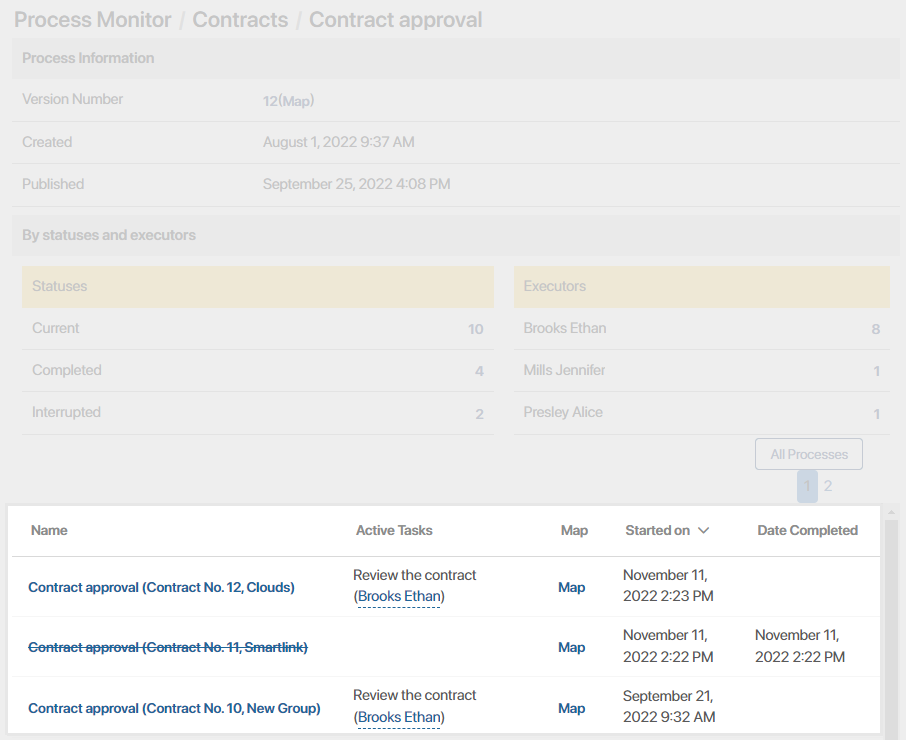 Process Monitor / Contracts / Contract approval
Process Information
Version Number 12(Map)
Created August 1, 2022 9:37 AM
Published September 25, 2022 4:08 PM
By statuses and executors
Statuses Executors
Current 10 Brooks Ethan 8
Completed 4 Mills Jennifer 1
Interrupted 2 Presley Alice 1
All Processes
1 2
Name Active Tasks Map Started on Date Completed
Contract approval (Contract No. 12, Clouds) Review the contract (Brooks Ethan) Map November 11, 2022 2:23 PM
Contract approval (Contract No. 11, Smartlink) Map November 11, 2022 2:22 PM November 11, 2022 2:22 PM
Contract approval (Contract No. 10, New Group) Review the contract (Brooks Ethan) Map September 21, 2022 9:32 AM